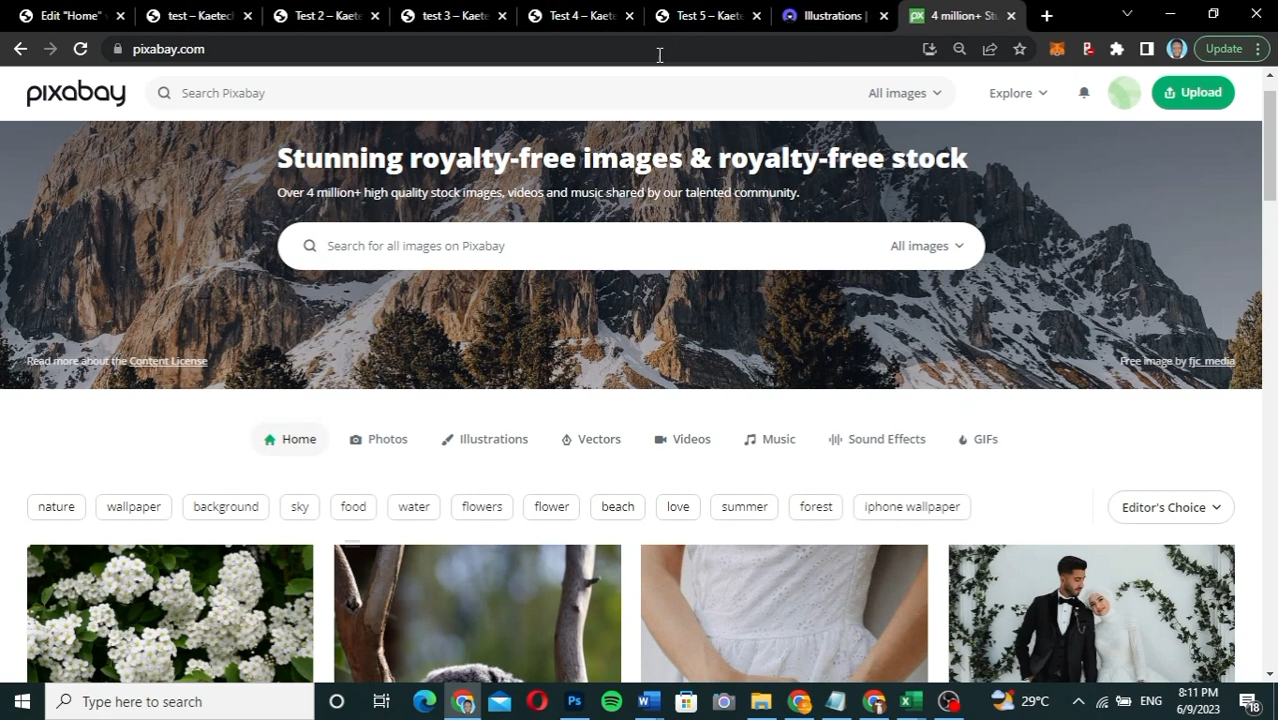 Edit "Home"
test – Kaetech
Test 2 – Kaete
test 3 – Kaete
Test 4 – Kaete
Test 5 – Kaete
Illustrations |
px
4 million+ St
pixabay.com
Update
pixabay
Search Pixabay
All images
Explore
Upload
Stunning royalty-free images & royalty-free stock
Over 4 million+ high quality stock images, videos and music shared by our talented community.
Search for all images on Pixabay
All images
Read more about the Content License
Free image by fjc_media
Home
Photos
Illustrations
Vectors
Videos
Music
Sound Effects
GIFs
nature
wallpaper
background
sky
food
water
flowers
flower
beach
love
summer
forest
iphone wallpaper
Editor's Choice
Type here to search
Ps
29°C
ENG
8:11 PM
6/9/2023
18